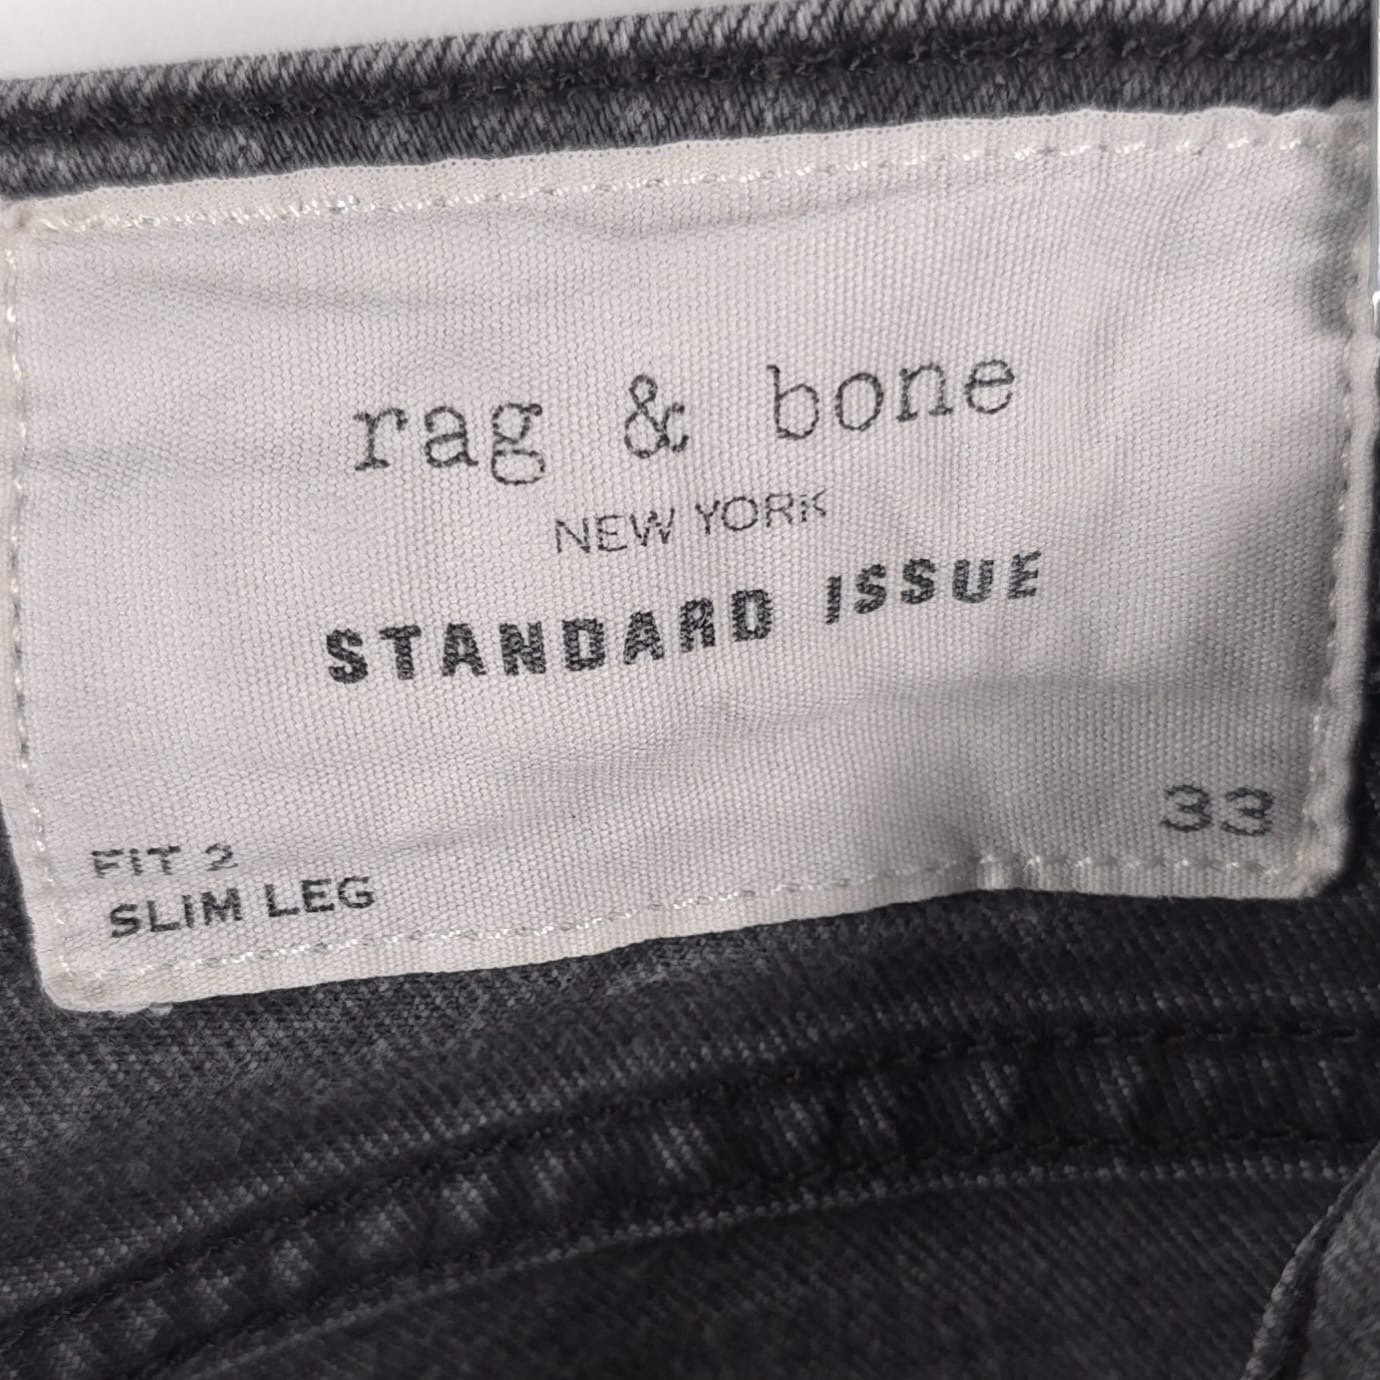 rag & bone
NEW YORK
STANDARD ISSUE
33
FIT 2
SLIM LEG